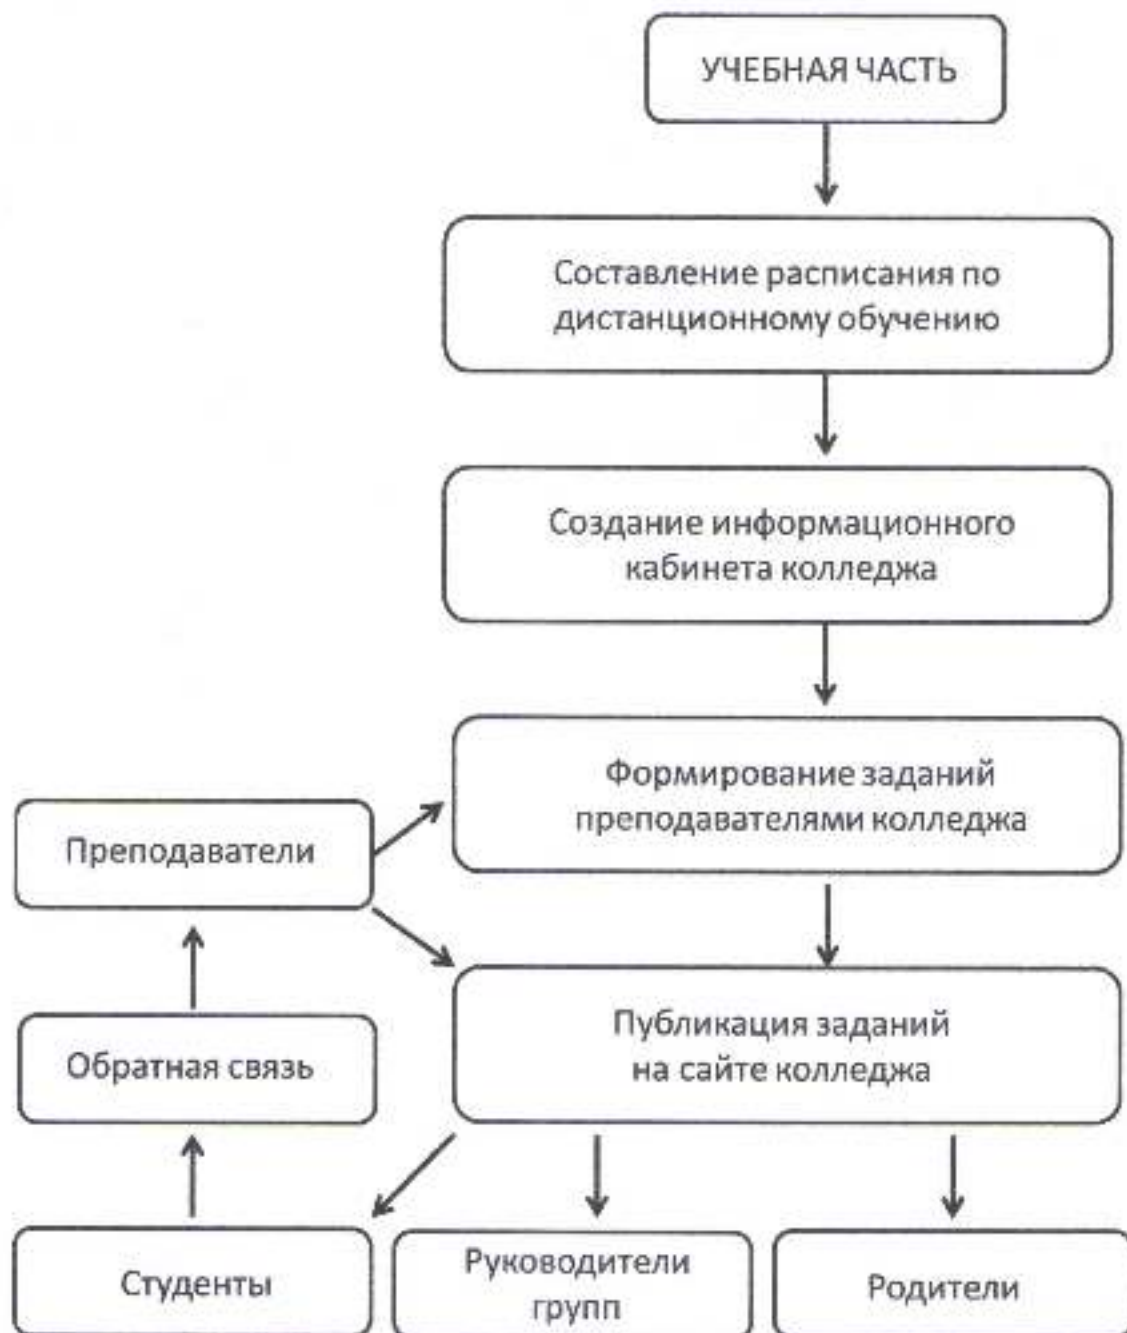 УЧЕБНАЯ ЧАСТЬ
Составление расписания по
дистанционному обучению
Создание информационного
кабинета колледжа
Формирование заданий
преподавателями колледжа
Преподаватели
Публикация заданий
на сайте колледжа
Обратная связь
Студенты
Руководители
групп
Родители